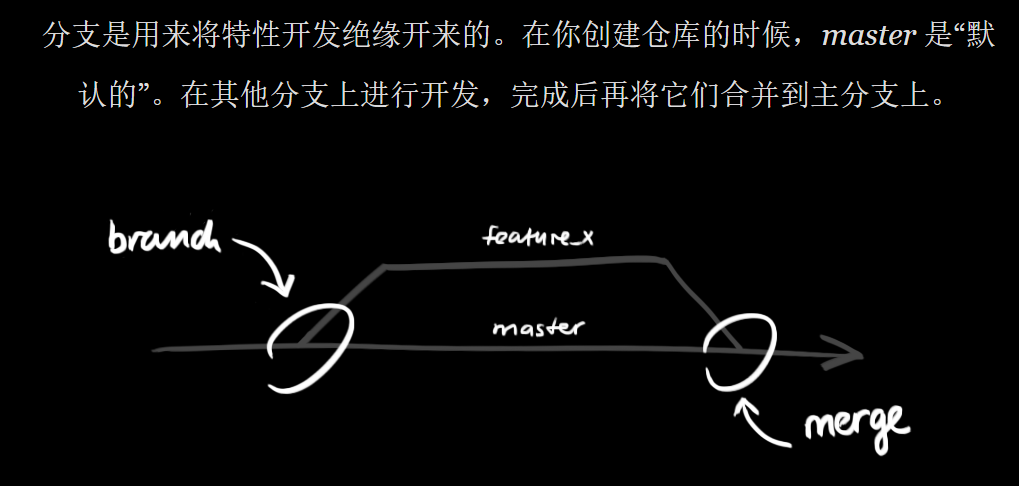 分支是用来将特性开发绝缘开来的。在你创建仓库的时候，master 是“默
认的”。在其他分支上进行开发，完成后再将它们合并到主分支上。
branch
feature_x
master
merge